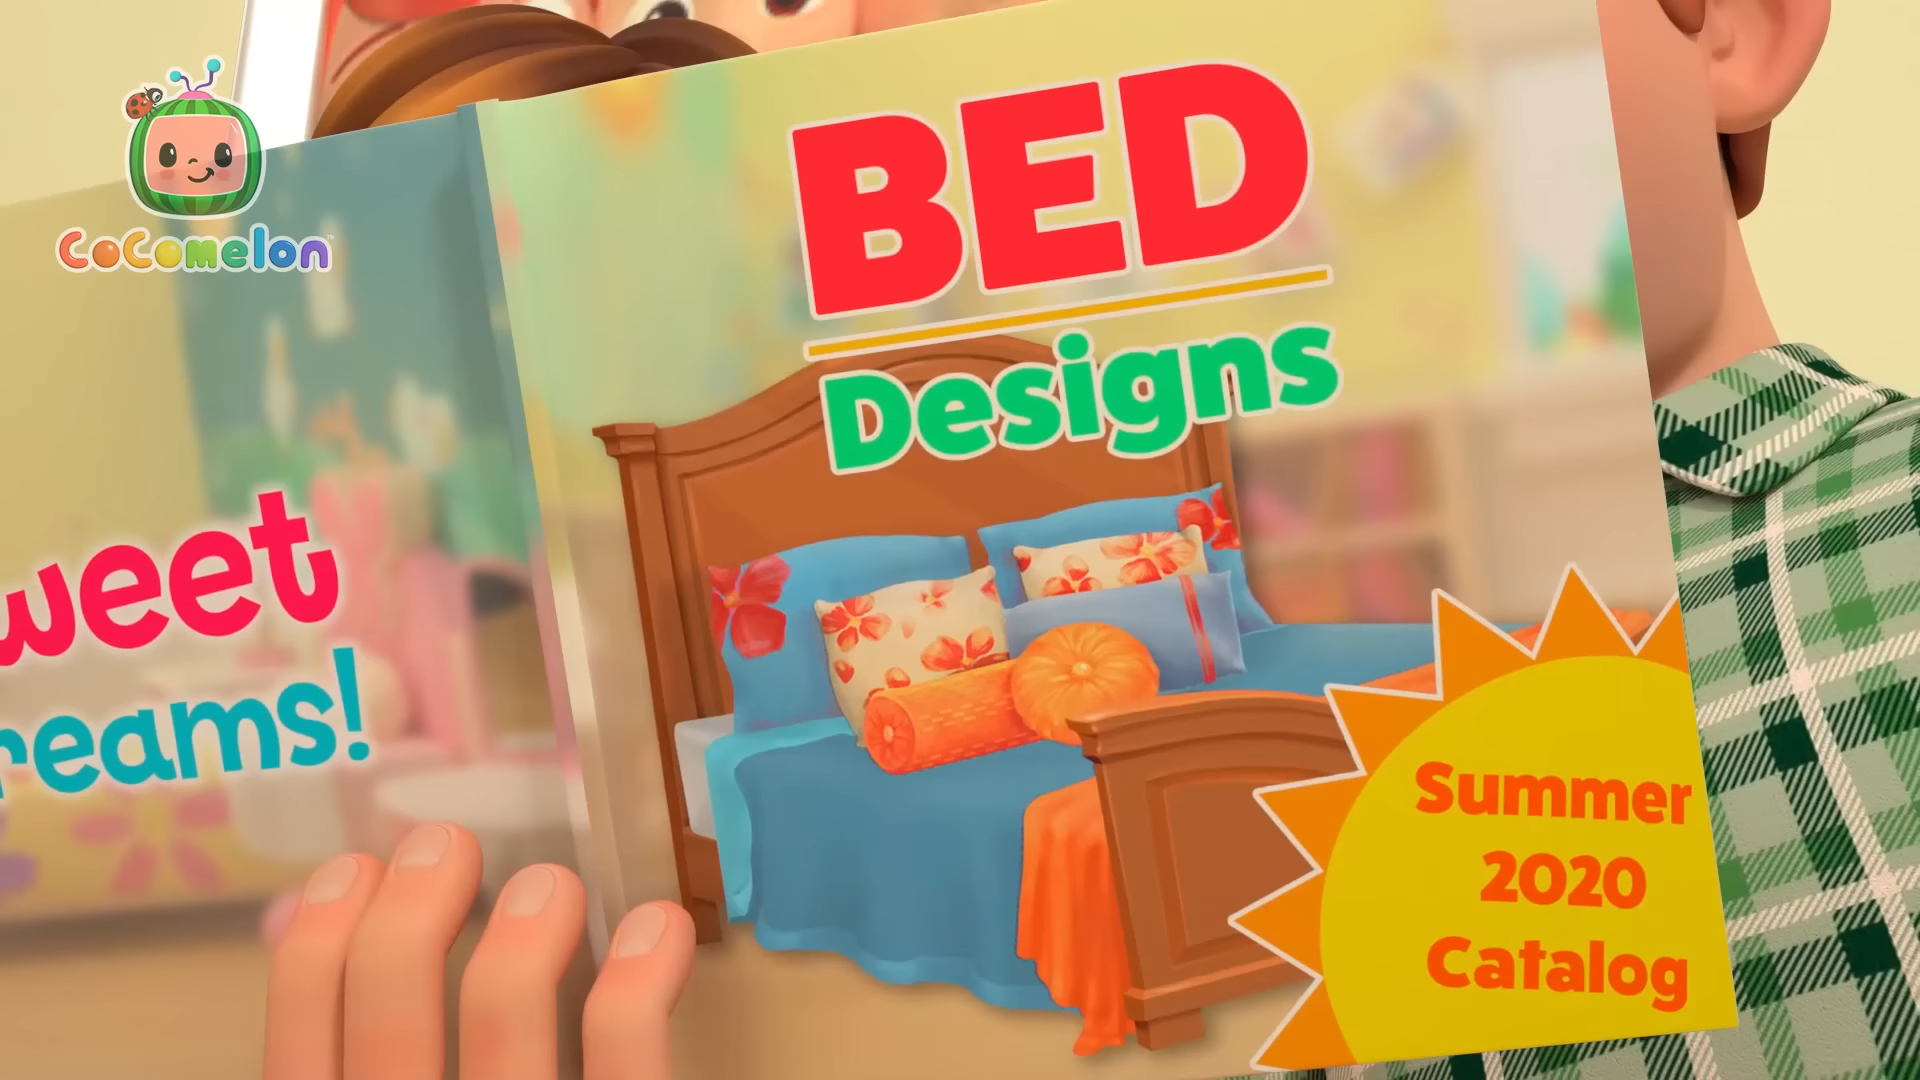 CoComelon
BED
Designs
weet
reams!
Summer
2020
Catalog